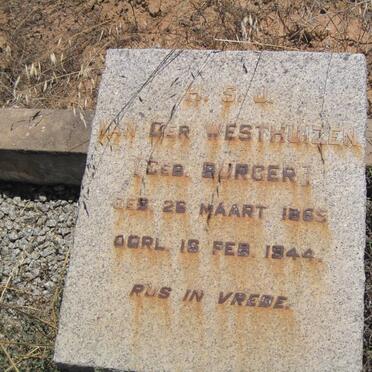 S. J.
VAN DER WESTHUIZEN
[GEB. BURGER]
GEB. 26 MAART 1865
OORL. 16 FEB. 1944.
RUS IN VREDE.